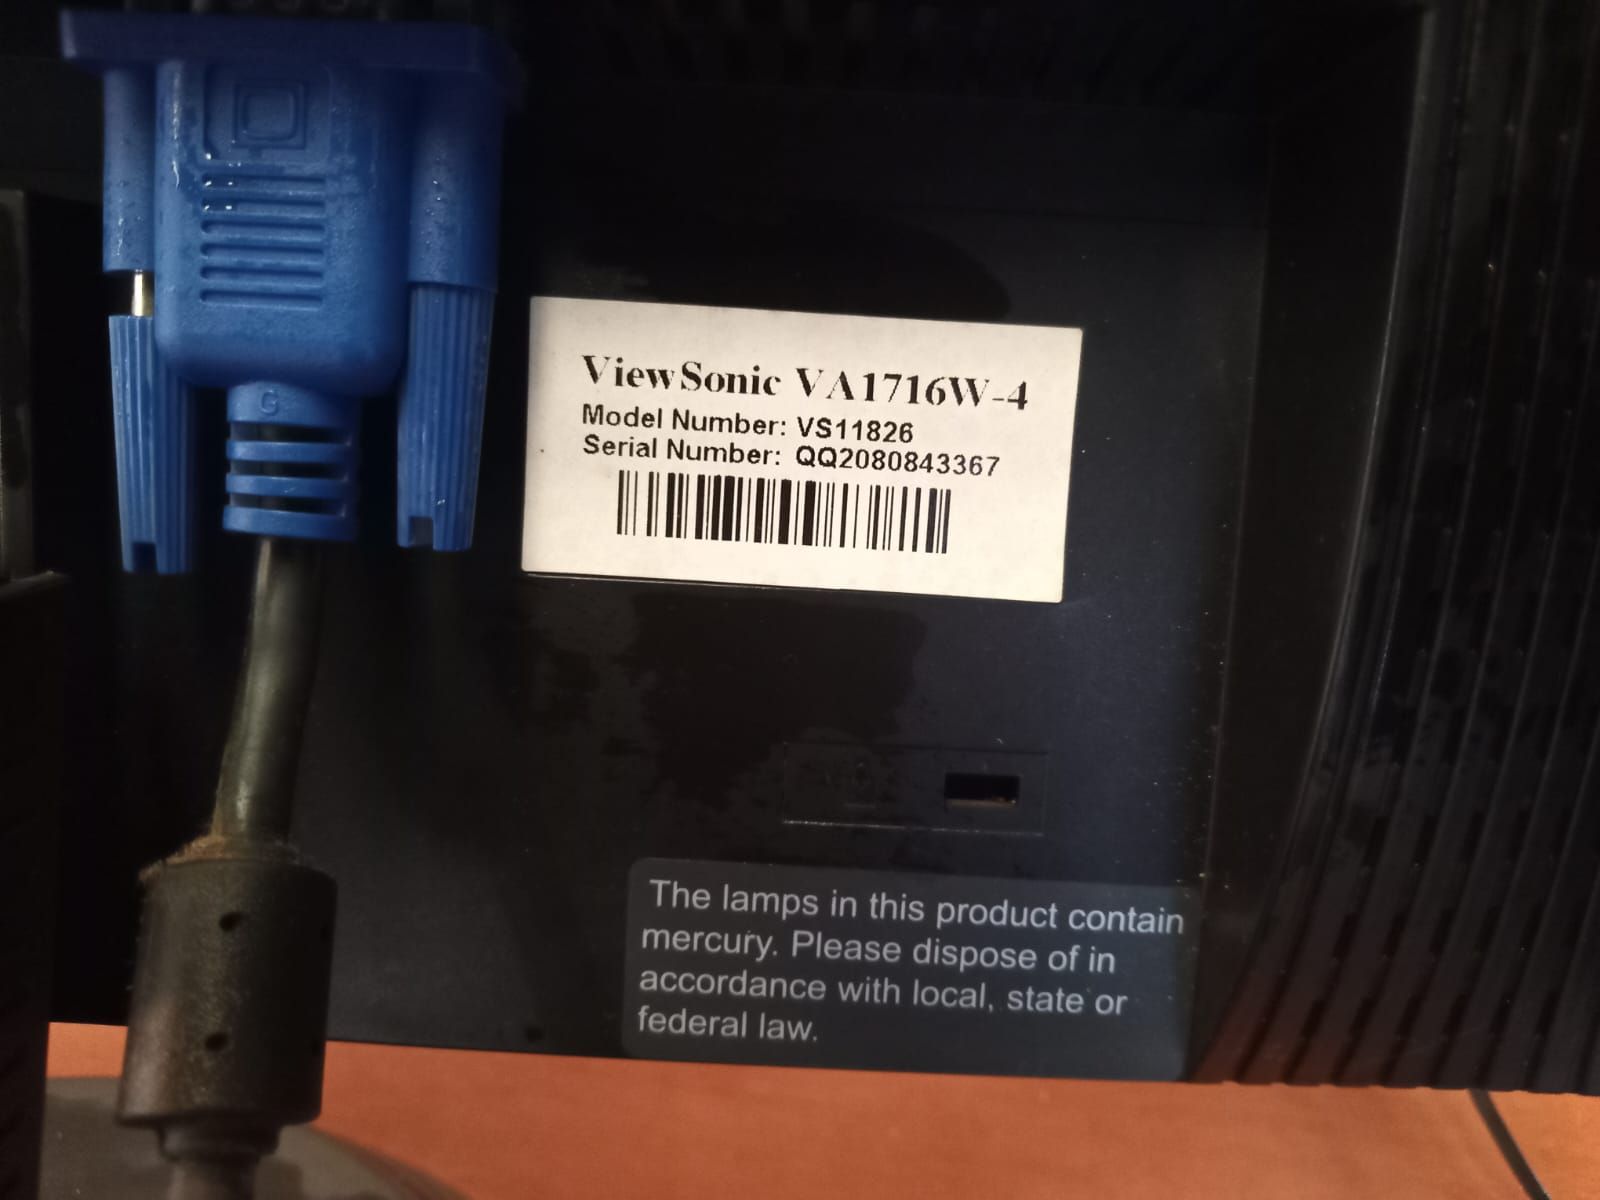 ViewSonic VA1716W-4
Model Number: VS11826
Serial Number: QQ2080843367
The lamps in this product contain
mercury. Please dispose of in
accordance with local, state or
federal law.
G